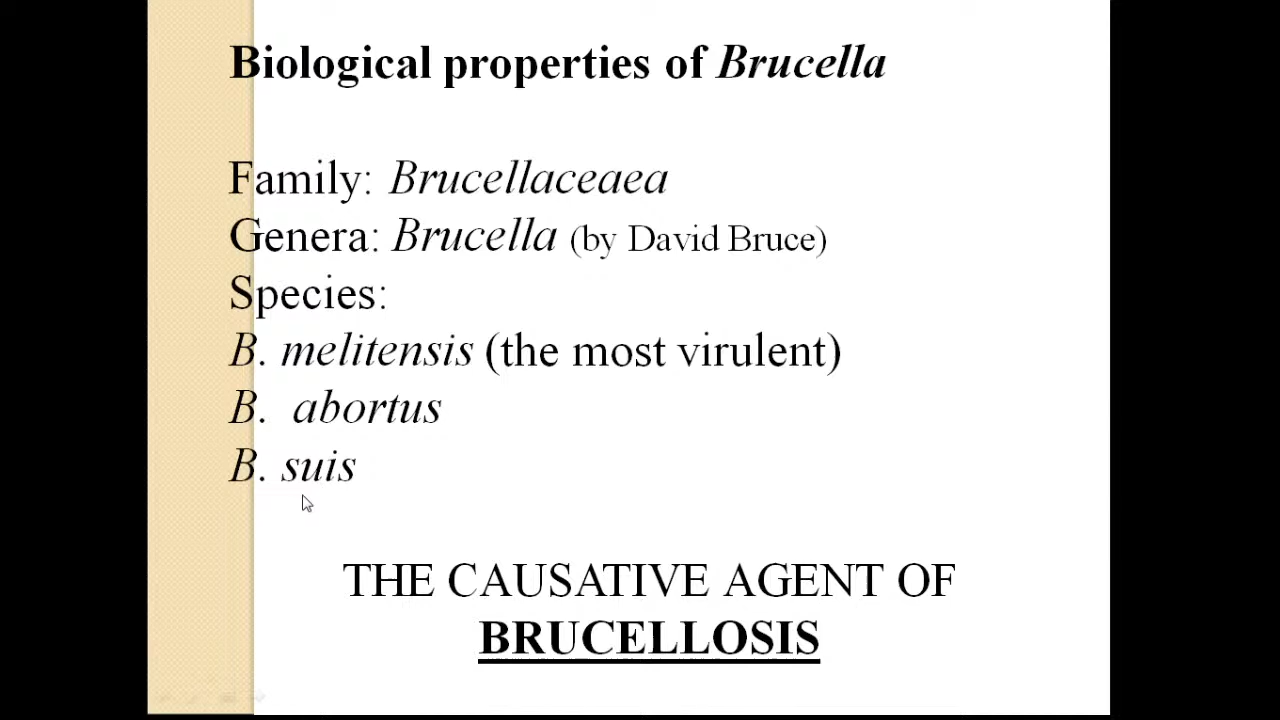 Biological properties of Brucella
Family: Brucellaceaea
Genera: Brucella (by David Bruce)
Species:
B. melitensis (the most virulent)
B. abortus
B. suis
THE CAUSATIVE AGENT OF
BRUCELLOSIS